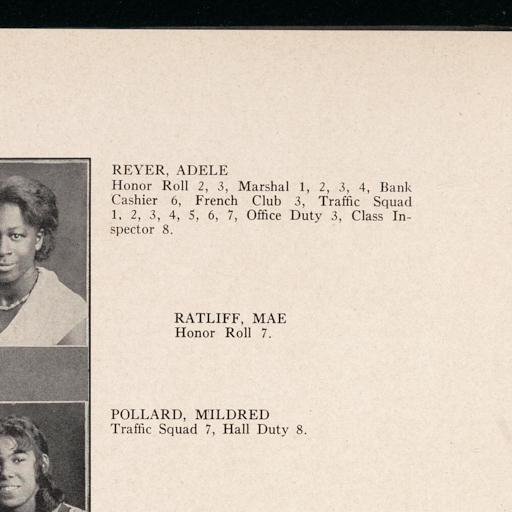 REYER, ADELE
Honor Roll 2, 3, Marshal 1, 2, 3, 4, Bank
Cashier 6, French Club 3, Traffic Squad
1, 2, 3, 4, 5, 6, 7, Office Duty 3, Class In-
spector 8.
RATLIFF, MAE
Honor Roll 7.
POLLARD, MILDRED
Traffic Squad 7, Hall Duty 8.